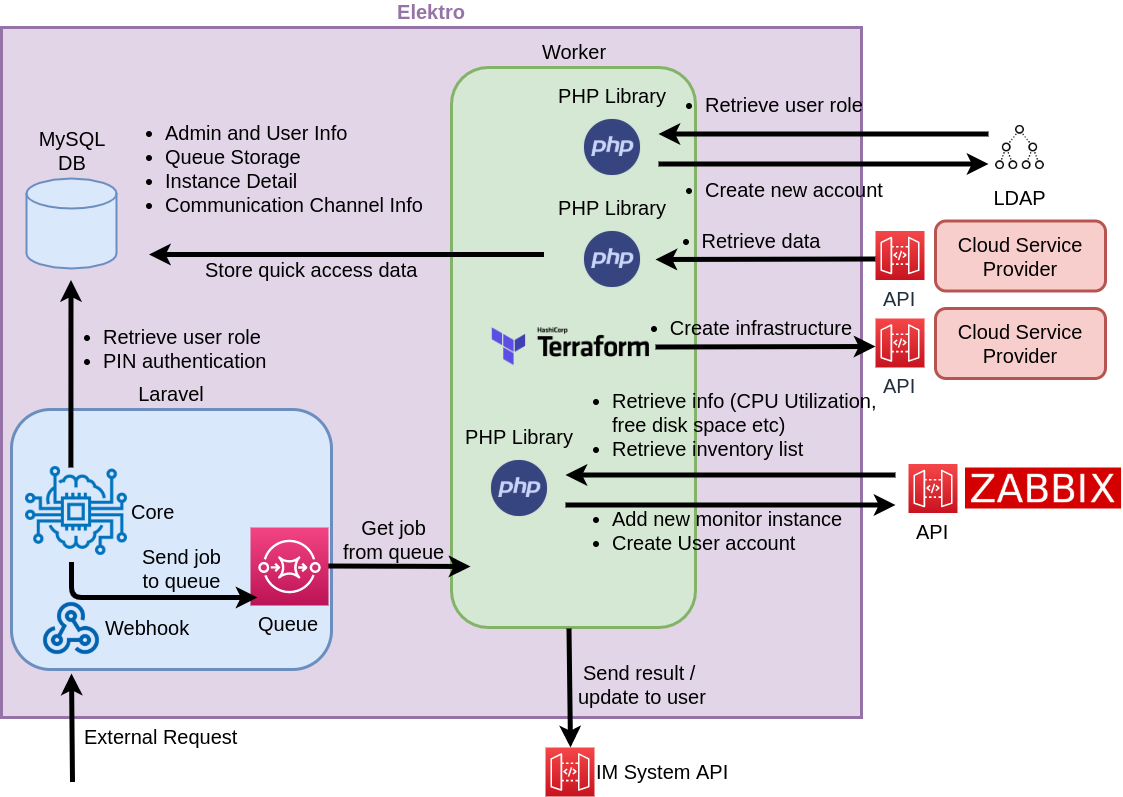 Elektro
Worker
PHP Library
php
Retrieve user role
Create new account
LDAP
MySQL
DB
Admin and User Info
Queue Storage
Instance Detail
Communication Channel Info
PHP Library
php
Retrieve data
API
Cloud Service
Provider
Store quick access data
HashiCorp
Terraform
Create infrastructure
API
Cloud Service
Provider
Retrieve user role
PIN authentication
Laravel
Core
Send job
to queue
Webhook
Queue
Get job
from queue
PHP Library
php
Retrieve info (CPU Utilization,
free disk space etc)
Retrieve inventory list
Add new monitor instance
Create User account
API
ZABBIX
Send result /
update to user
External Request
IM System API